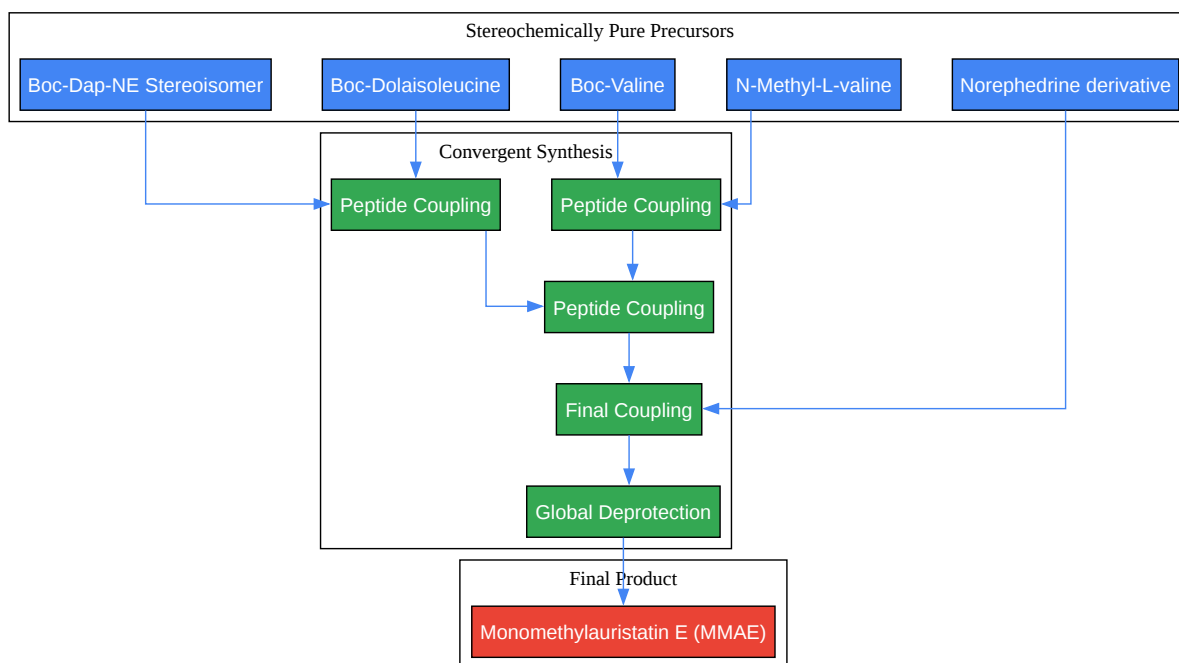 Stereochemically Pure Precursors
Boc-Dap-NE Stereoisomer
Boc-Dolaisoleucine
Boc-Valine
N-Methyl-L-valine
Norephedrine derivative
Convergent Synthesis
Peptide Coupling
Peptide Coupling
Peptide Coupling
Final Coupling
Global Deprotection
Final Product
Monomethylauristatin E (MMAE)